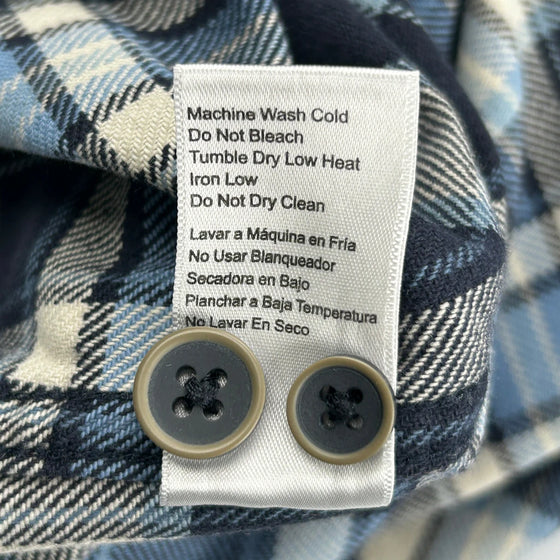 Machine Wash Cold
Do Not Bleach
Tumble Dry Low Heat
Iron Low
Do Not Dry Clean
Lavar a Máquina en Fría
No Usar Blanqueador
Secadora en Bajo
Planchar a Baja Temperatura
No Lavar En Seco